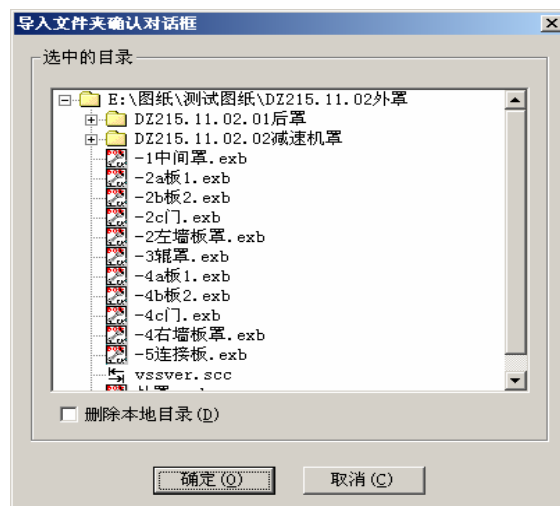 导入文件夹确认对话框
选中的目录
E:\图纸\测试图纸\DZ215.11.02外罩
DZ215.11.02.01后罩
DZ215.11.02.02减速机罩
-1中间罩.exb
-2a板1.exb
-2b板2.exb
-2c门.exb
-2左墙板罩.exb
-3辊罩.exb
-4a板1.exb
-4b板2.exb
-4c门.exb
-4右墙板罩.exb
-5连接板.exb
vssver.scc
删除本地目录(D)
确定(O) 取消(C)